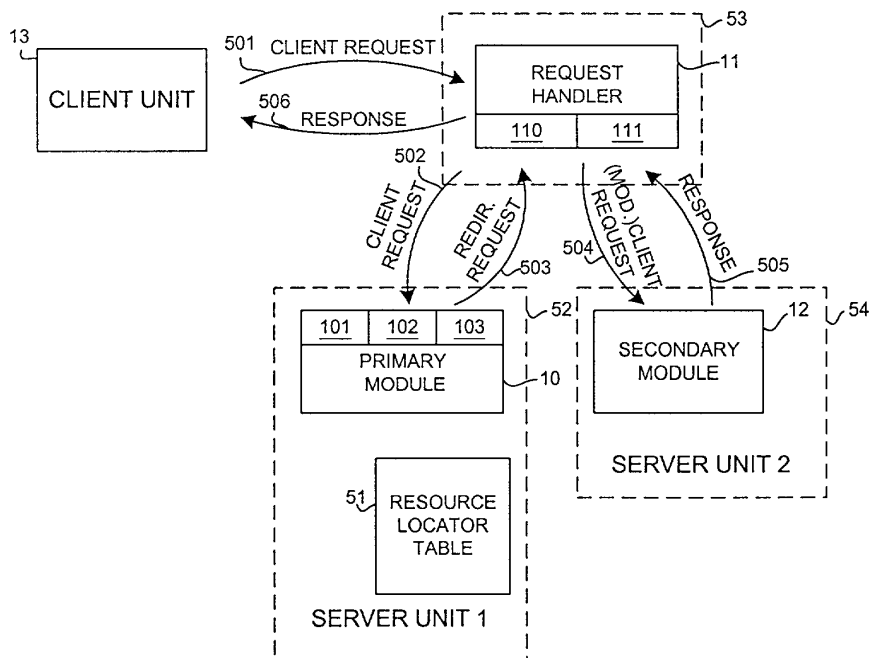 13
CLIENT UNIT
501
CLIENT REQUEST
506
RESPONSE
53
11
REQUEST
HANDLER
110
111
502
CLIENT
REQUEST
REDIR.
REQUEST
503
(MOD.)CLIENT
REQUEST
504
RESPONSE
505
52
101
102
103
PRIMARY
MODULE
10
51
RESOURCE
LOCATOR
TABLE
SERVER UNIT 1
12
54
SECONDARY
MODULE
SERVER UNIT 2